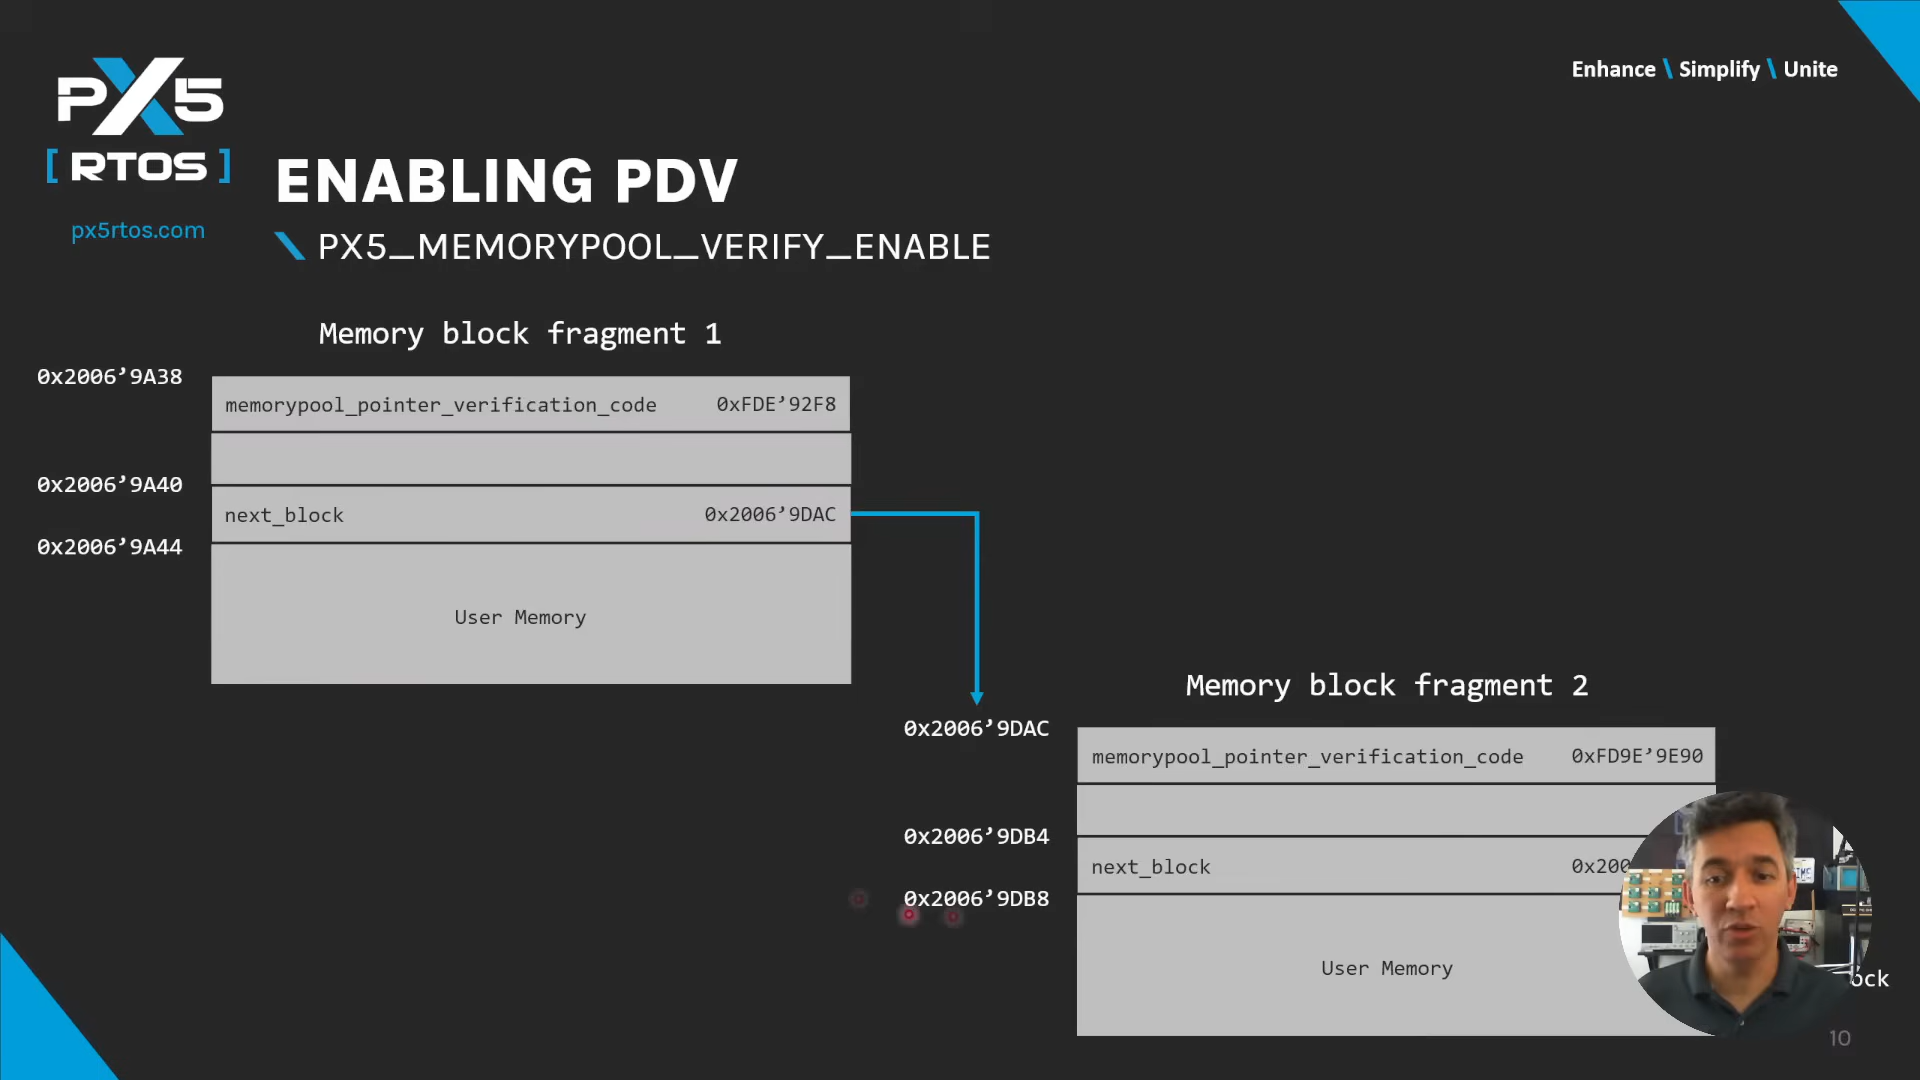 PX5
[ RTOS ]
px5rtos.com
Enhance \ Simplify \ Unite
ENABLING PDV
\ PX5_MEMORYPOOL_VERIFY_ENABLE
Memory block fragment 1
0x2006’9A38
memorypool_pointer_verification_code 0xFDE’92F8
0x2006’9A40
next_block 0x2006’9DAC
0x2006’9A44
User Memory
Memory block fragment 2
0x2006’9DAC
memorypool_pointer_verification_code 0xFD9E’9E90
0x2006’9DB4
next_block 0x200
0x2006’9DB8
User Memory
ock
10